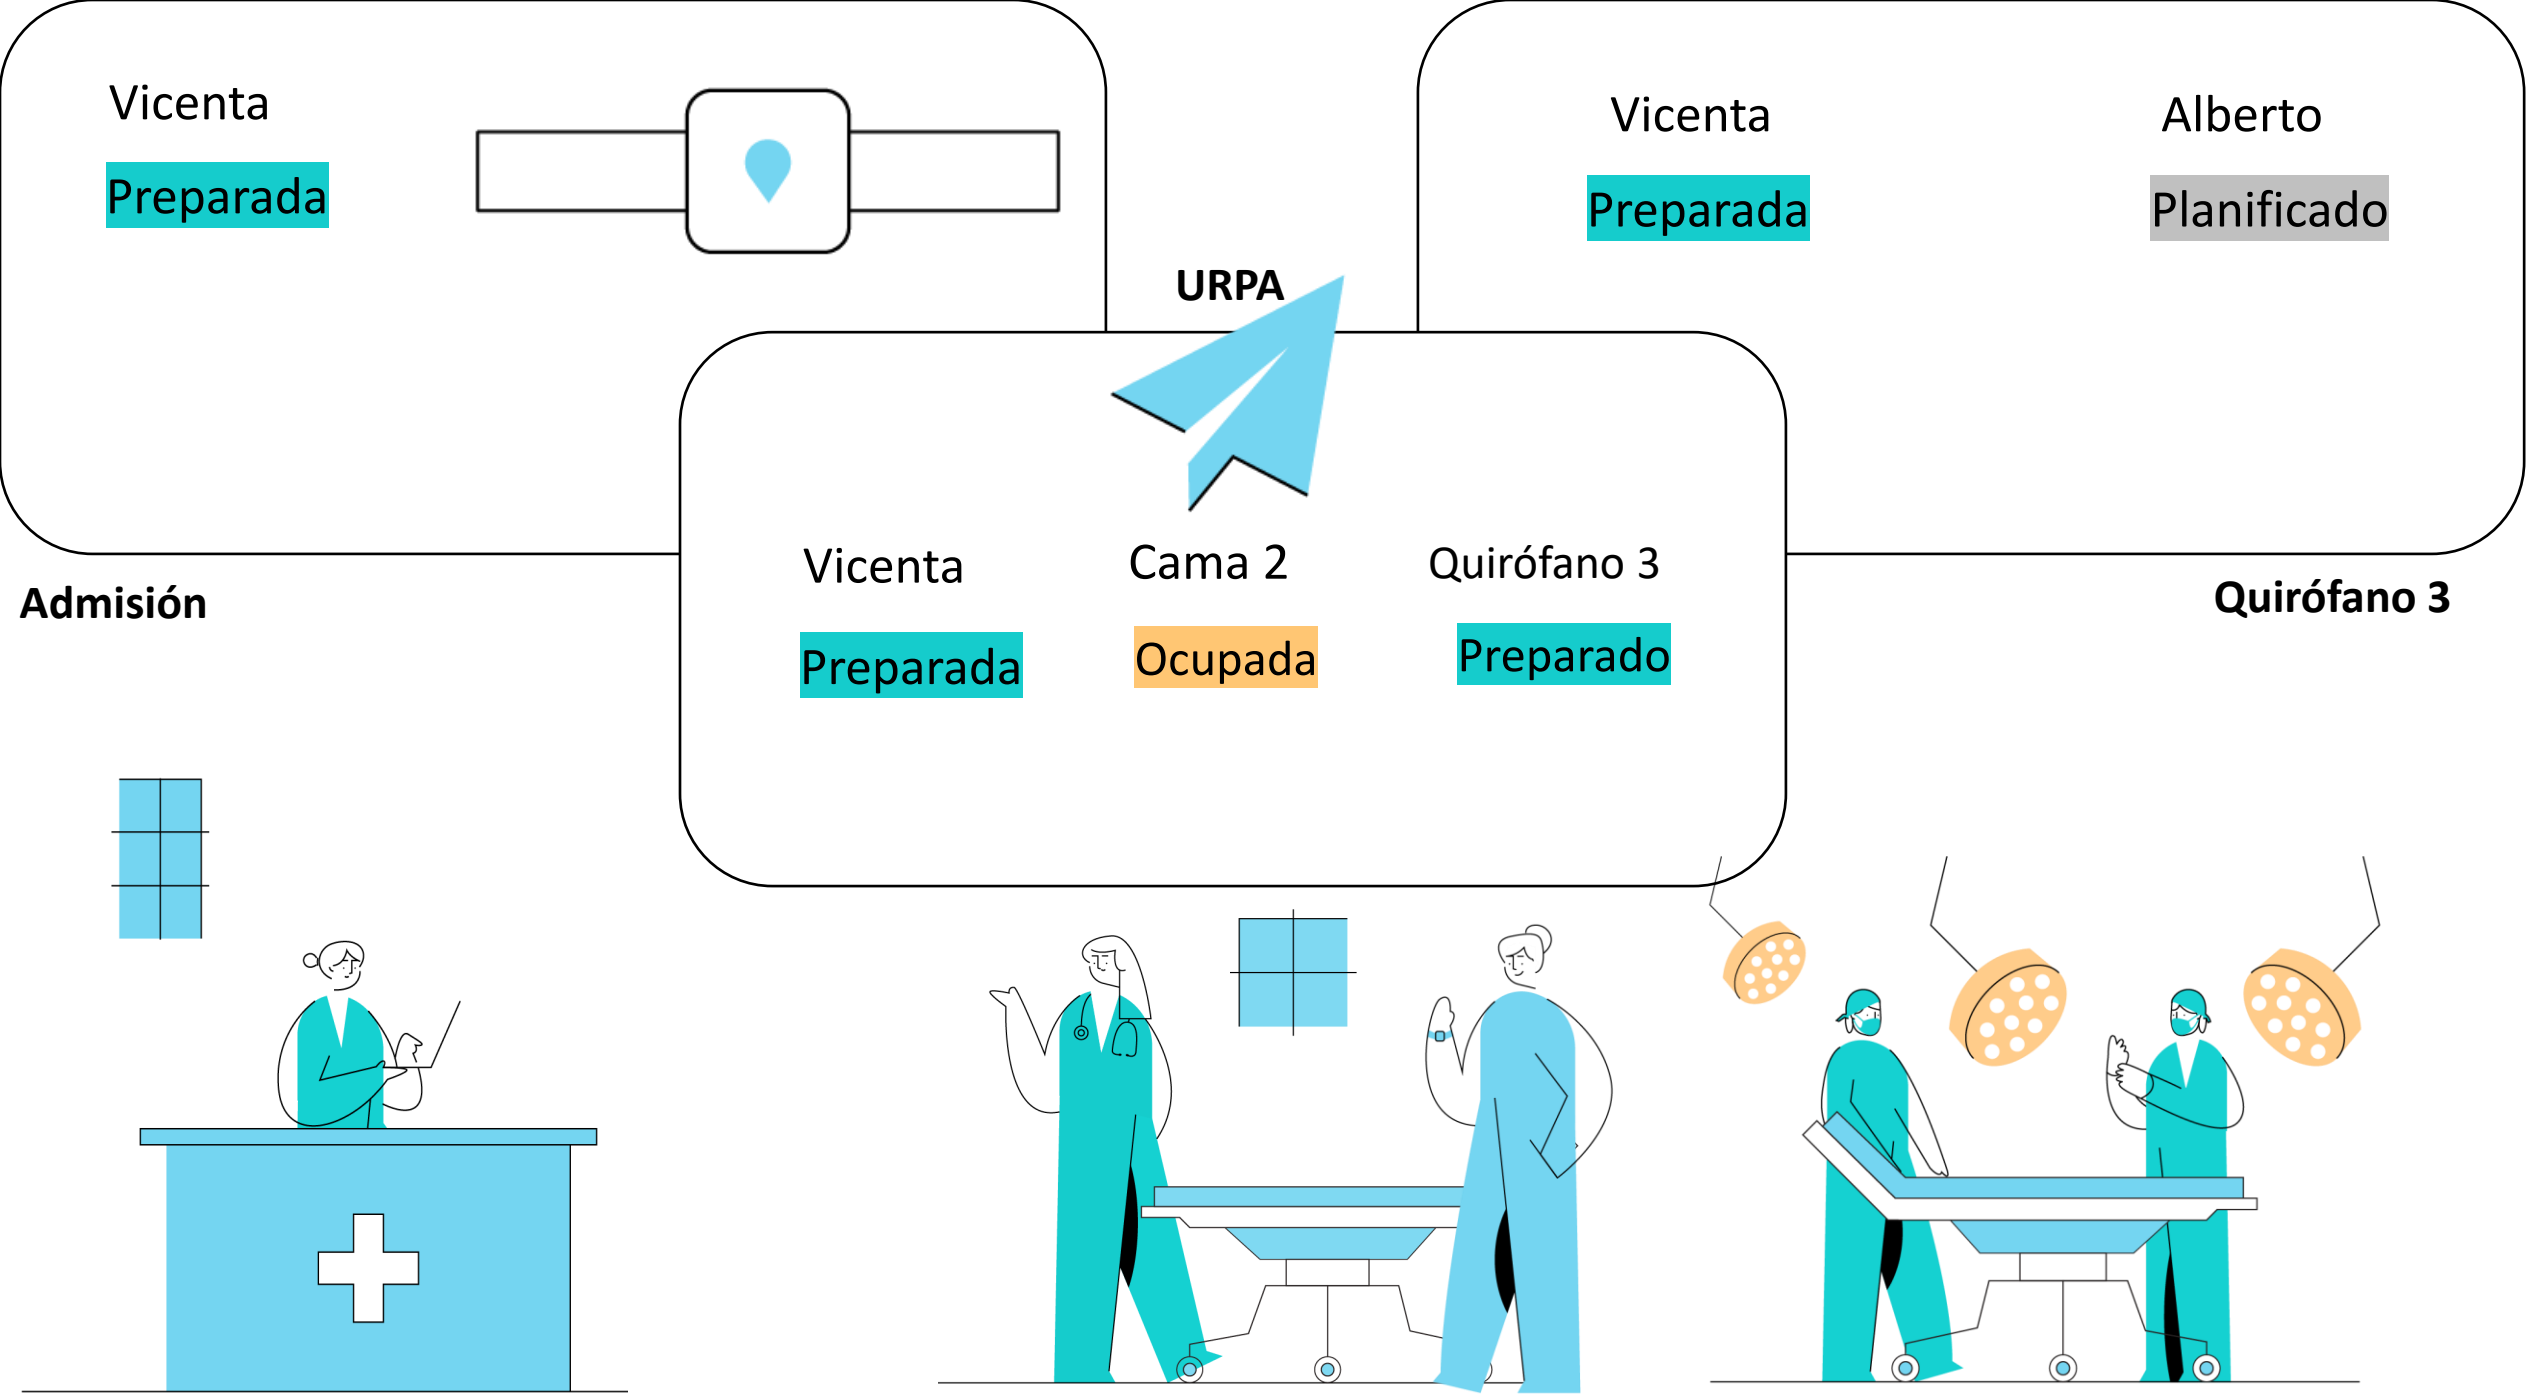 Vicenta
Preparada
Admisión
URPA
Vicenta Cama 2 Quirófano 3
Preparada Ocupada Preparado
Vicenta Alberto
Preparada Planificado
Quirófano 3